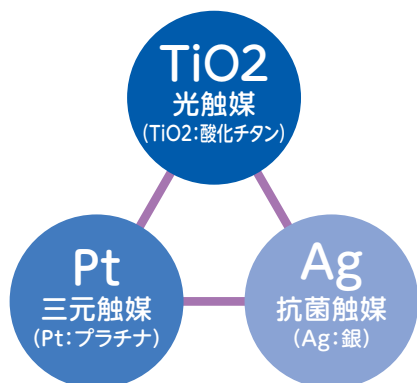 TiO2
光触媒
(TiO2:酸化チタン)
Pt
三元触媒
(Pt:プラチナ)
Ag
抗菌触媒
(Ag:銀)